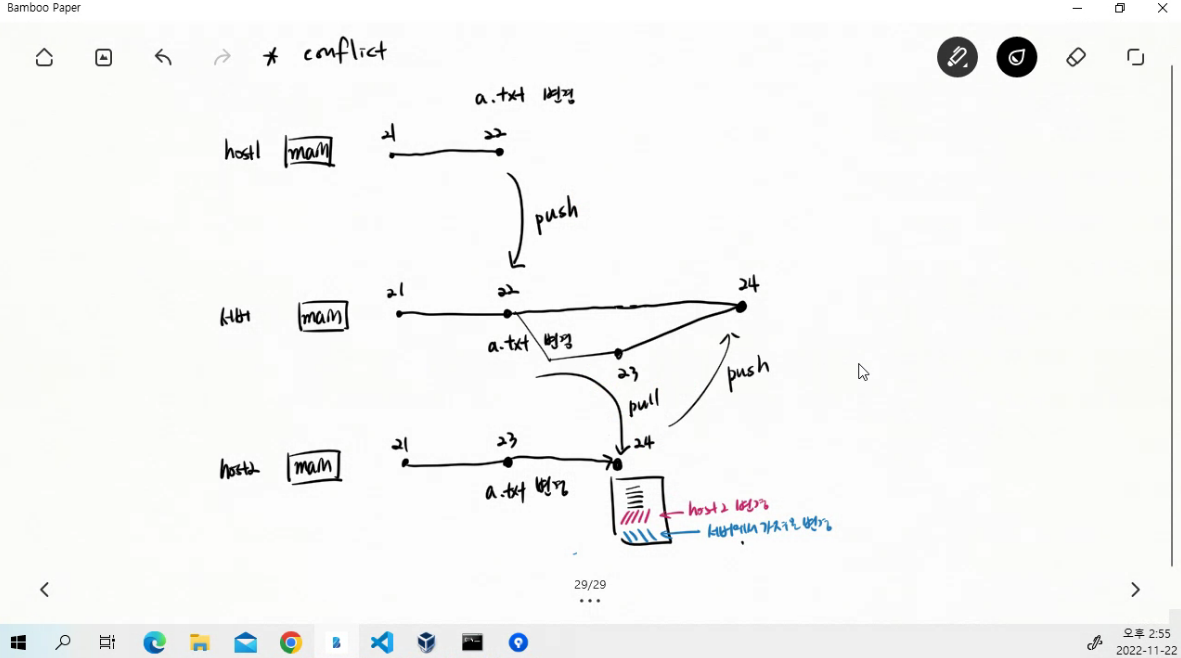 Bamboo Paper
* conflict
a.txt 변경
21 22
host1 main
push
21 22 24
서버 main
a.txt 변경
23
push
pull
21 23 24
host2 main
a.txt 변경
host2 변경
서버에서 가져온 변경
29/29
오후 2:55
2022-11-22